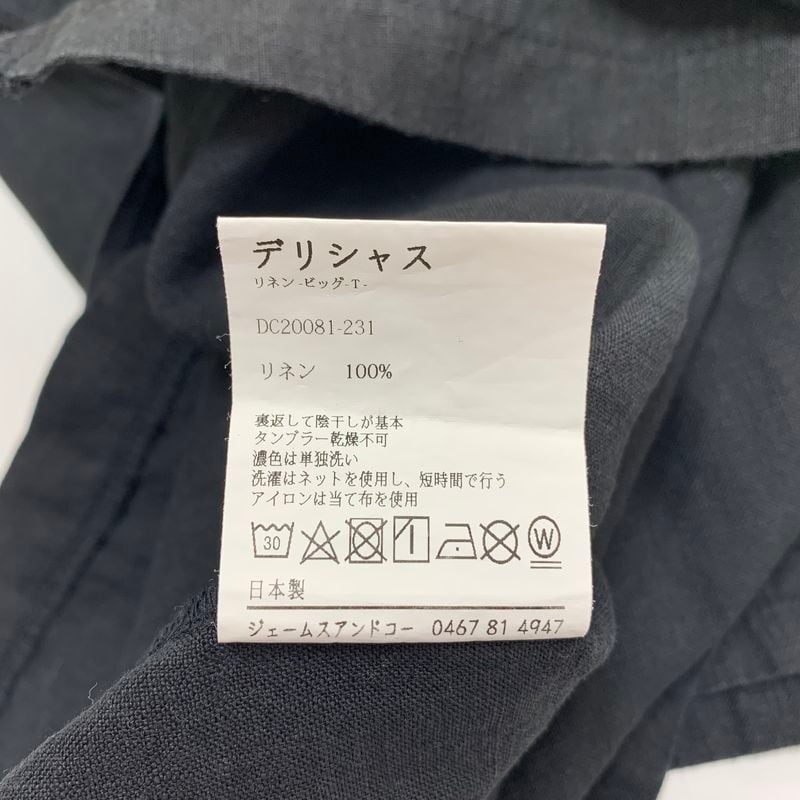 デリシャス
リネン-ビッグ-T-
DC20081-231
リネン 100%
裏返して陰干しが基本
タンブラー乾燥不可
濃色は単独洗い
洗濯はネットを使用し、短時間で行う
アイロンは当て布を使用
30 W
日本製
ジェームスアンドコー 0467 81 4947